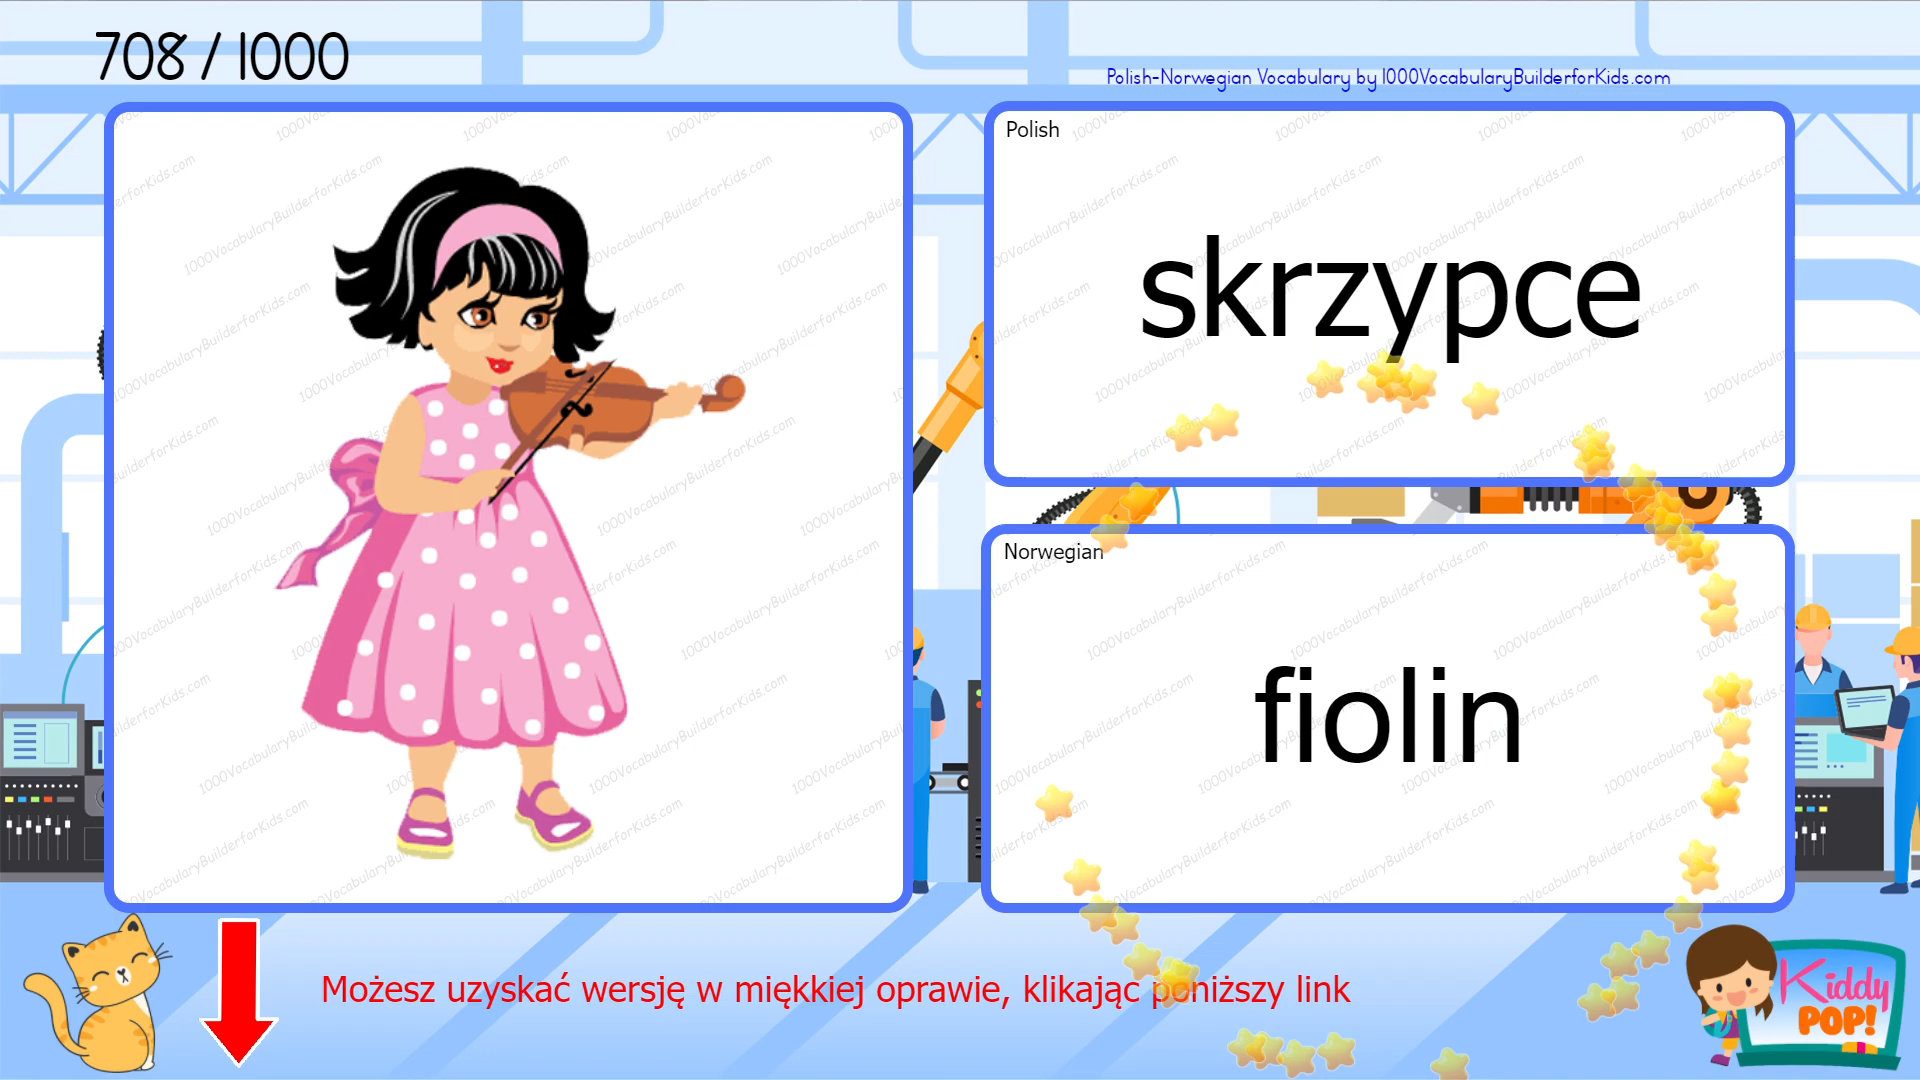 708 / 1000
Polish-Norwegian Vocabulary by 1000VocabularyBuilderforKids.com
Polish
skrzypce
Norwegian
fiolin
Możesz uzyskać wersję w miękkiej oprawie, klikając poniższy link
Kiddy
POP!